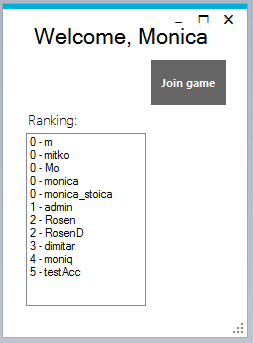 Welcome, Monica
Join game
Ranking:
0 - m
0 - mitko
0 - Mo
0 - monica
0 - monica_stoica
1 - admin
2 - Rosen
2 - RosenD
3 - dimitar
4 - moniq
5 - testAcc